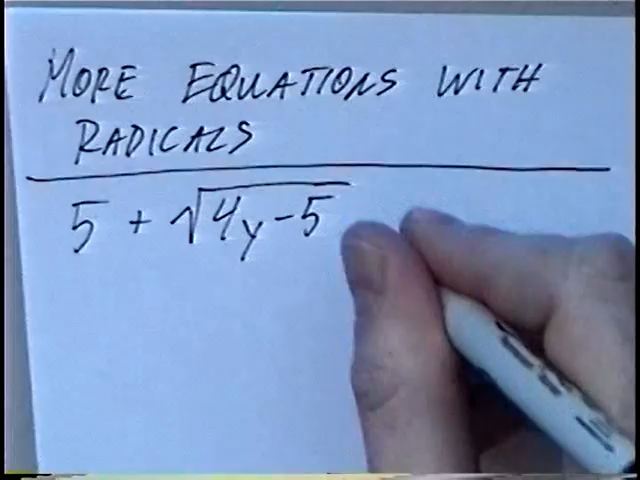 MORE EQUATIONS WITH
RADICALS
5 + √4y-5